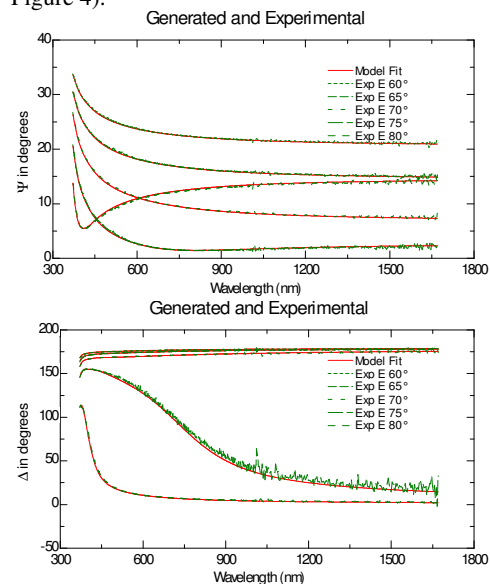 Figure 4).
Generated and Experimental
40
30
20
10
0
300
600
900
1200
1500
1800
Ψ in degrees
Wavelength (nm)
Model Fit
Exp E 60°
Exp E 65°
Exp E 70°
Exp E 75°
Exp E 80°
Generated and Experimental
200
150
100
50
0
-50
300
600
900
1200
1500
1800
Δ in degrees
Wavelength (nm)
Model Fit
Exp E 60°
Exp E 65°
Exp E 70°
Exp E 75°
Exp E 80°